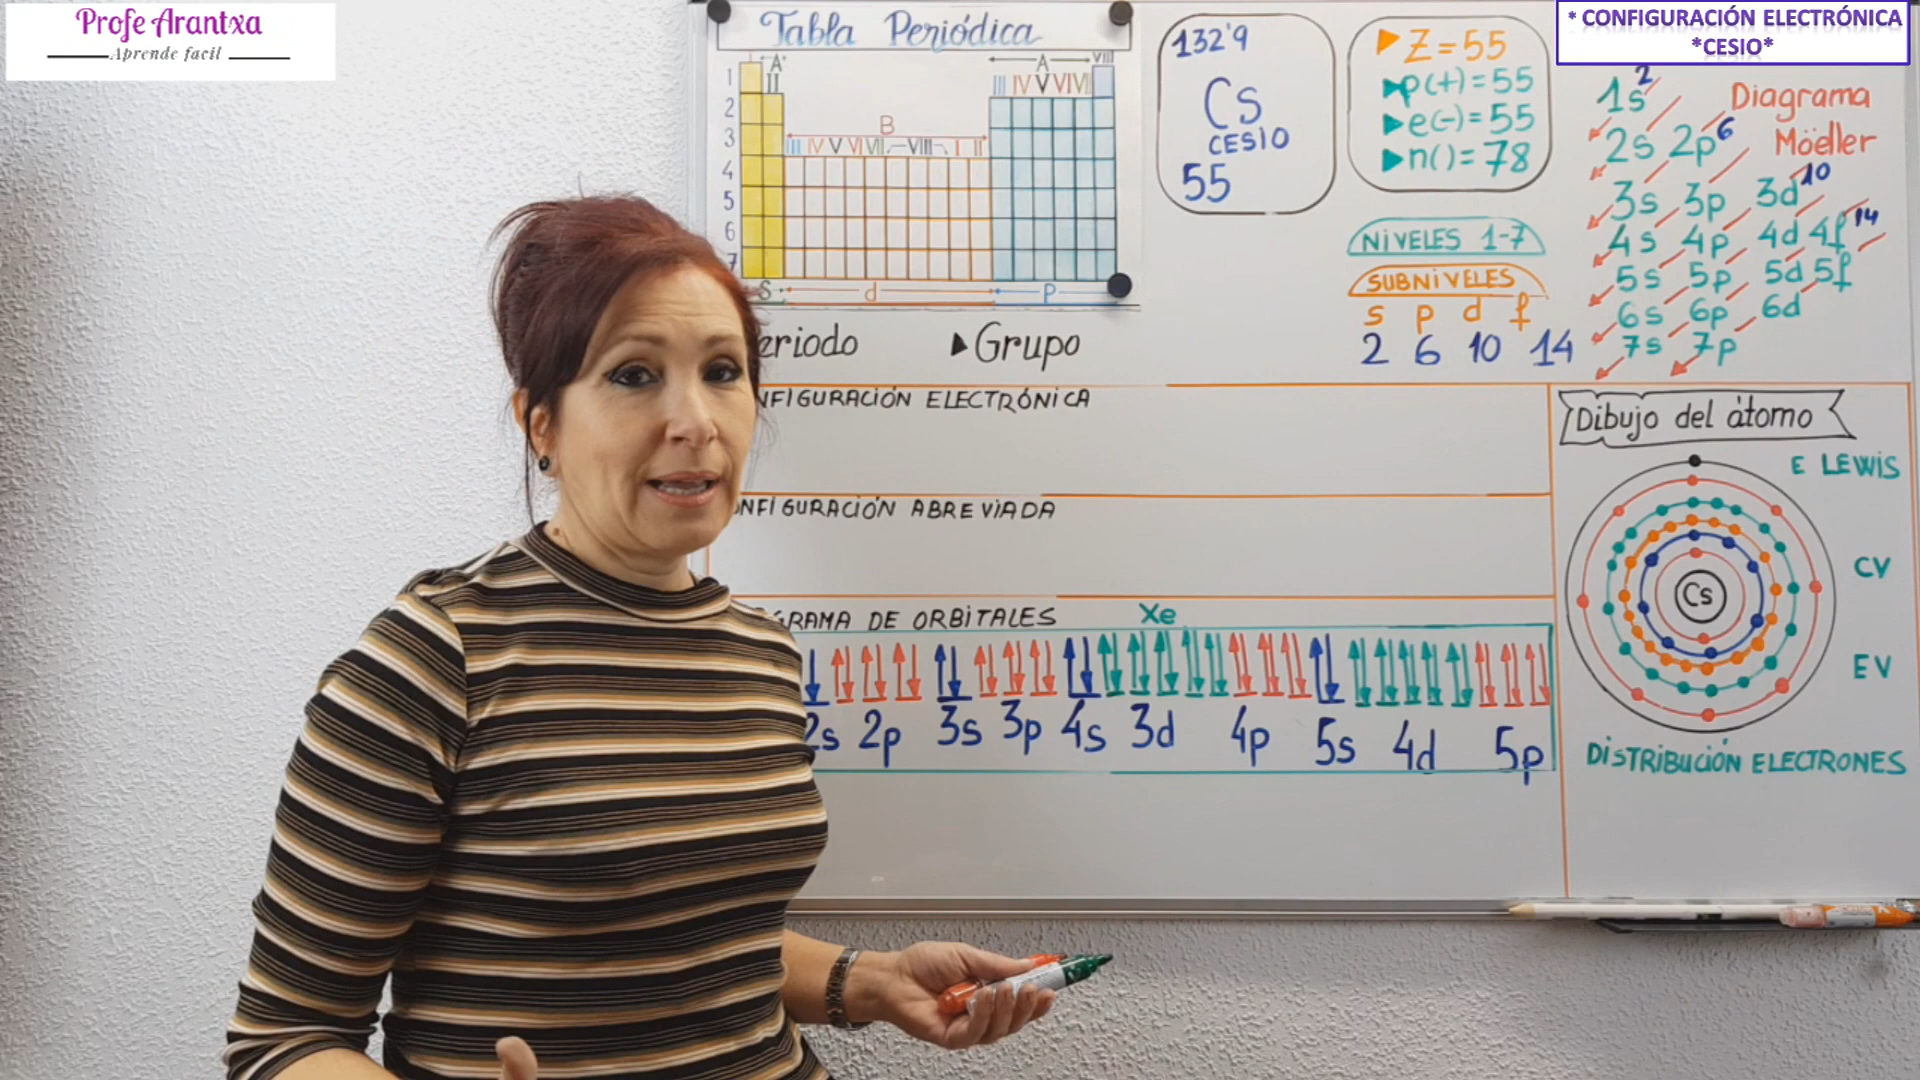 Profe Arantxa
Aprende facil
* CONFIGURACIÓN ELECTRÓNICA
*CESIO*
Tabla Periódica
I A
II
A VIII
III IV V VI VII
B
III IV V VI VII VIII I II
1
2
3
4
5
6
7
S d p
132'9
Cs
CESIO
55
Z = 55
p(+) = 55
e(-) = 55
n() = 78
NIVELES 1-7
SUBNIVELES
s p d f
2 6 10 14
Diagrama
Möeller
1s2
2s 2p6
3s 3p 3d10
4s 4p 4d 4f14
5s 5p 5d 5f
6s 6p 6d
7s 7p
eriodo
Grupo
NFIGURACIÓN ELECTRÓNICA
ONFIGURACIÓN ABREVIADA
GRAMA DE ORBITALES
Xe
2s 2p 3s 3p 4s 3d 4p 5s 4d 5p
Dibujo del átomo
E LEWIS
CV
Cs
EV
DISTRIBUCIÓN ELECTRONES